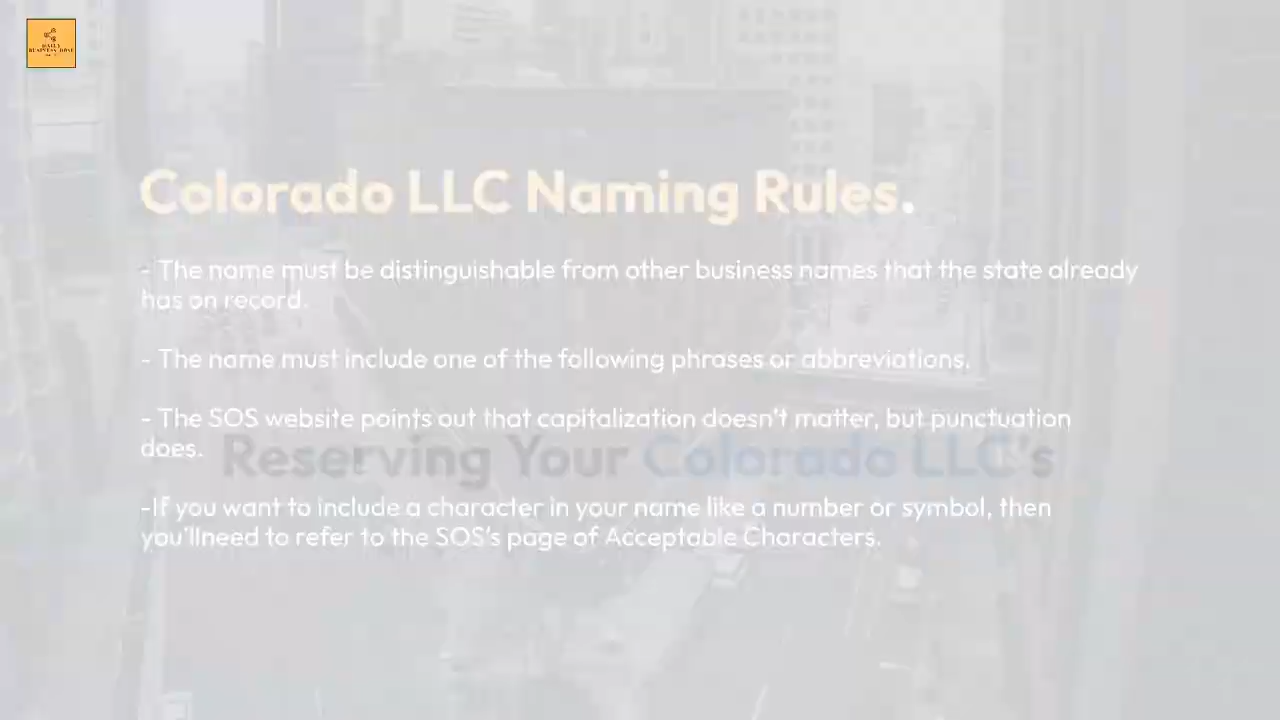 DAILY
BUSINESS HIVE
Colorado LLC Naming Rules.
- The name must be distinguishable from other business names that the state already
has on record.
- The name must include one of the following phrases or abbreviations.
- The SOS website points out that capitalization doesn't matter, but punctuation
does.
Reserving Your Colorado LLC's
-If you want to include a character in your name like a number or symbol, then
you'llneed to refer to the SOS's page of Acceptable Characters.